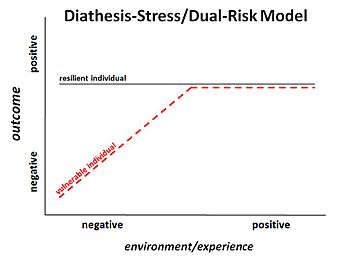 Diathesis-Stress/Dual-Risk Model
positive
resilient individual
outcome
vulnerable individual
negative
negative
positive
environment/experience